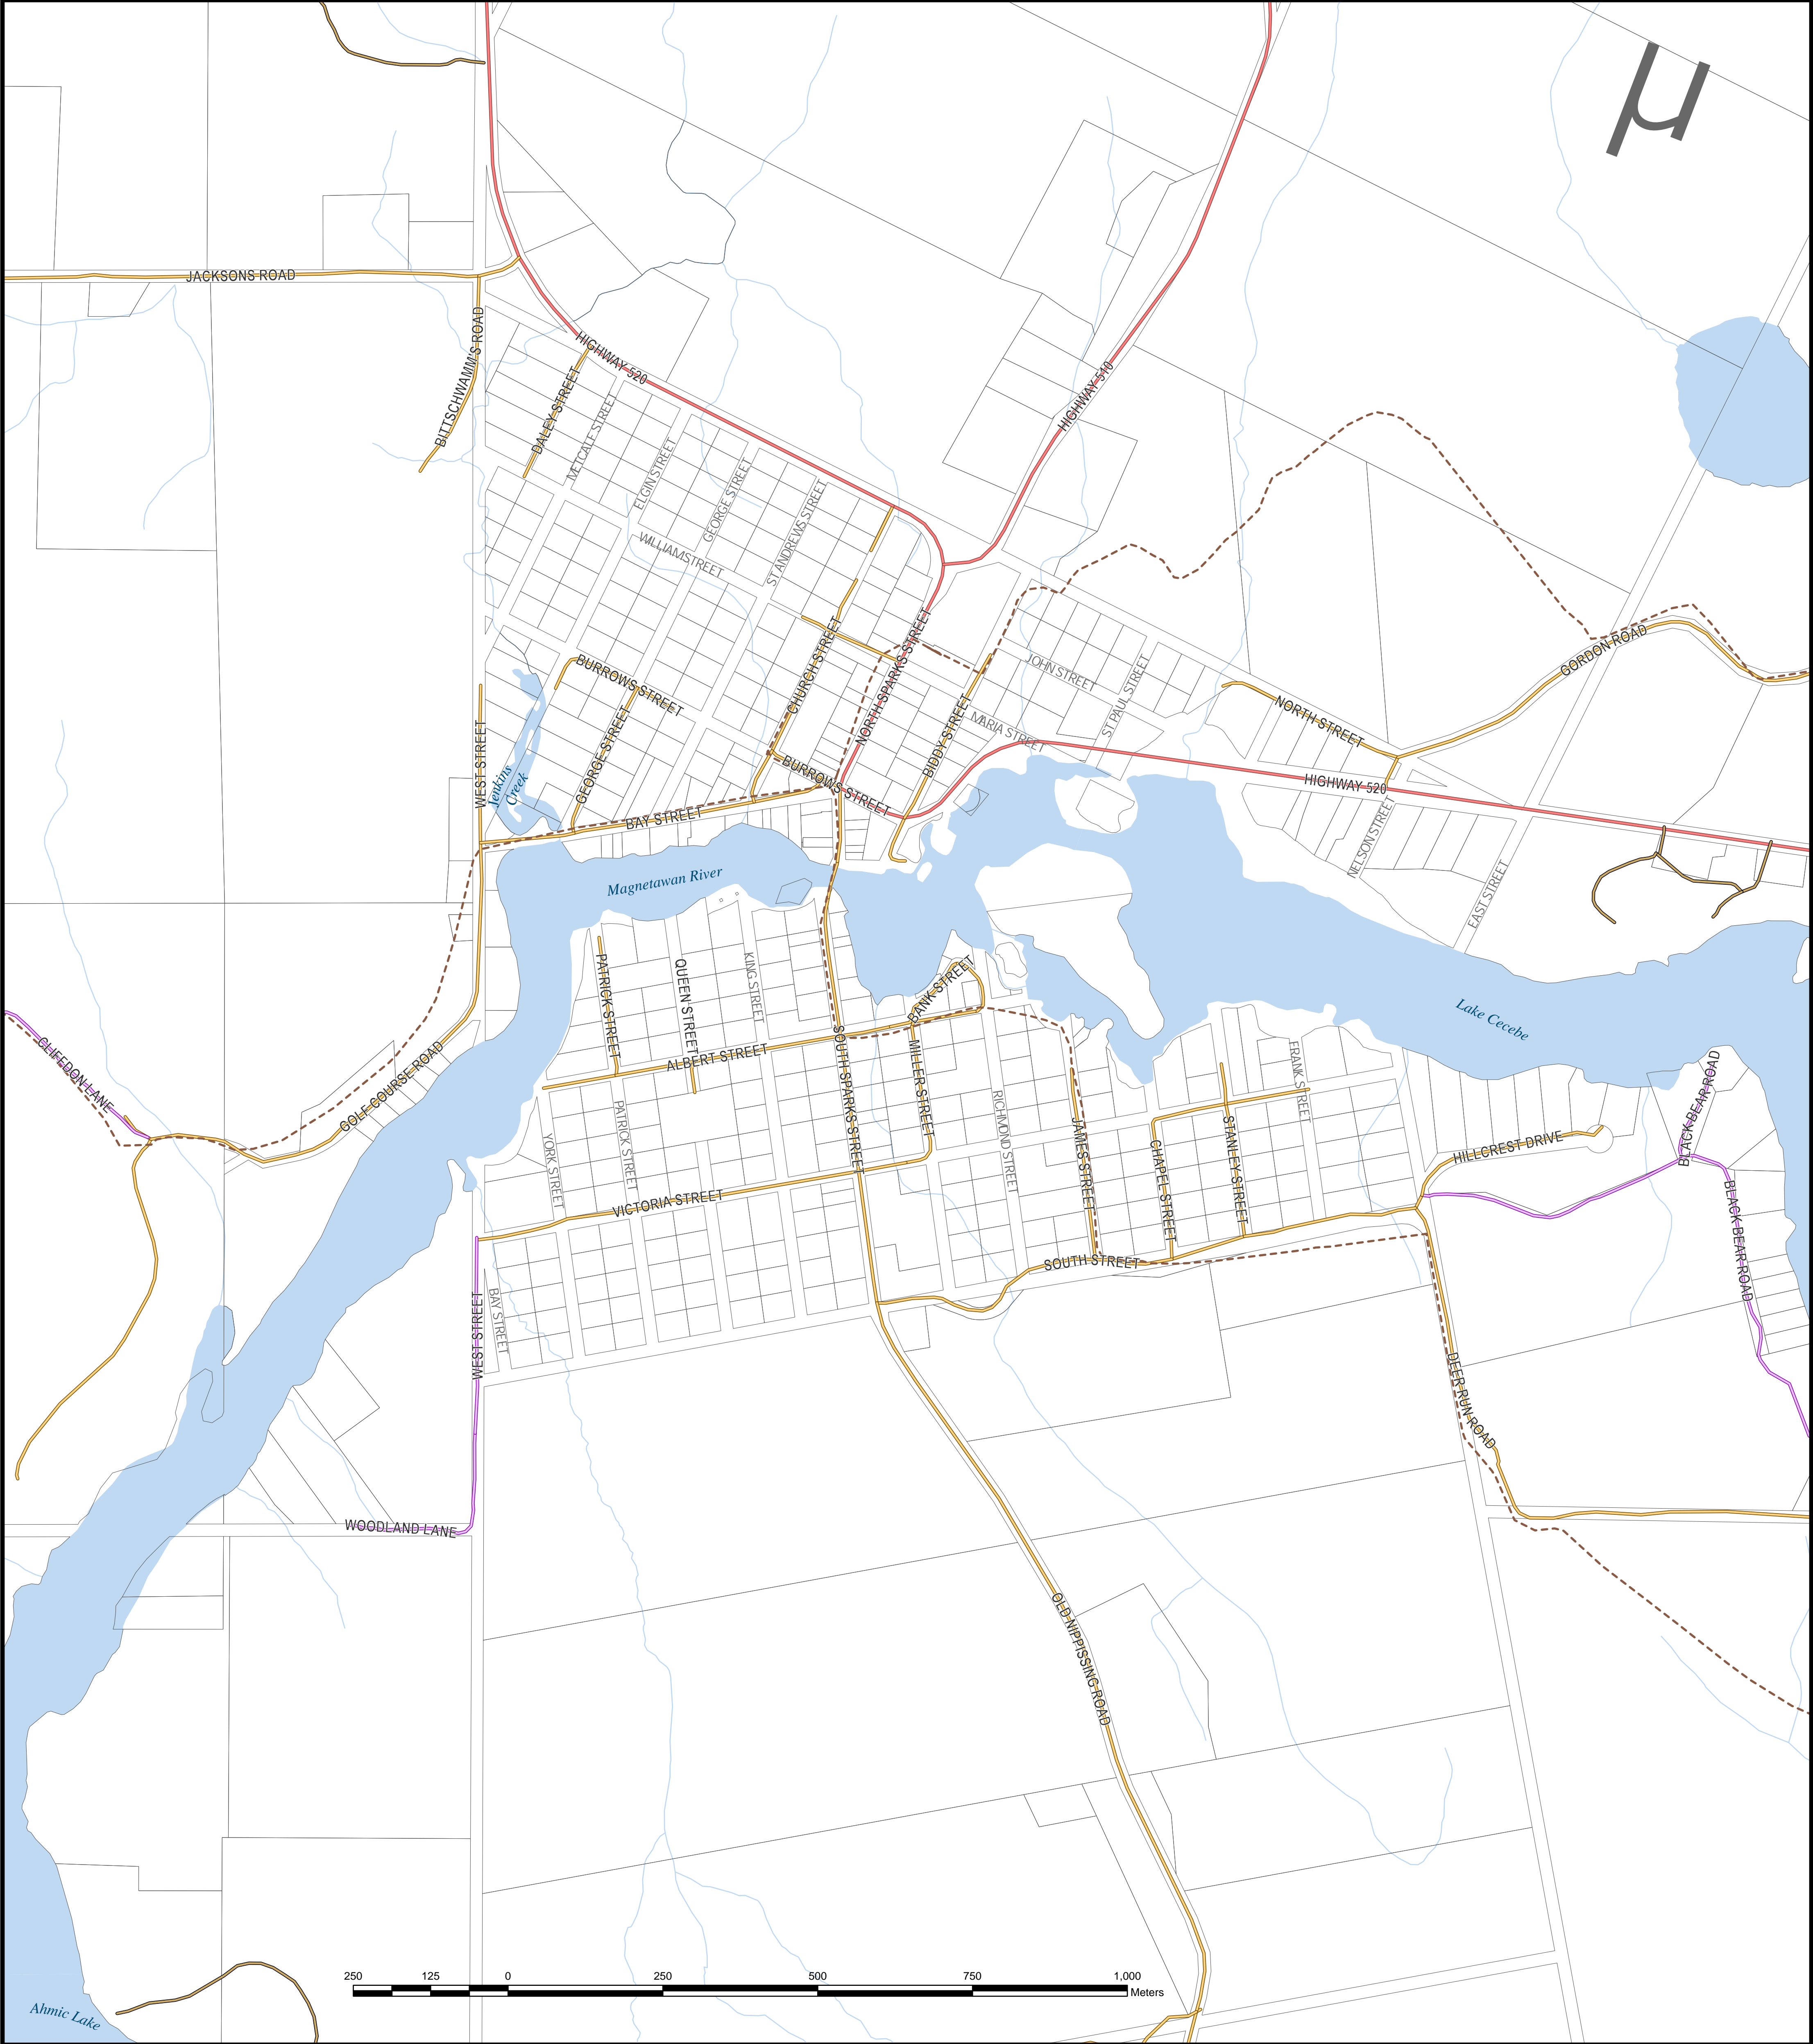 µ
JACKSONS ROAD
BITTSCHWAMM'S ROAD
HIGHWAY 520
HIGHWAY 510
DALEY STREET
METCALF STREET
ELGIN STREET
GEORGE STREET
ST ANDREWS STREET
WILLIAM STREET
CHURCH STREET
NORTH SPARKS STREET
BURROWS STREET
GEORGE STREET
WEST STREET
Jenkins
Creek
BURROWS STREET
BIDDY STREET
BAY STREET
JOHN STREET
MARIA STREET
ST PAUL STREET
NORTH STREET
GORDON ROAD
HIGHWAY 520
NELSON STREET
EAST STREET
Magnetawan River
Lake Cecebe
PATRICK STREET
QUEEN STREET
KING STREET
BANK STREET
ALBERT STREET
SOUTH SPARKS STREET
MILLER STREET
RICHMOND STREET
JAMES STREET
CHAPEL STREET
STANLEY STREET
FRANK STREET
CLIFFDON LANE
GOLF COURSE ROAD
YORK STREET
PATRICK STREET
VICTORIA STREET
HILLCREST DRIVE
BLACK BEAR ROAD
BLACK BEAR ROAD
SOUTH STREET
WEST STREET
BAY STREET
DEER RUN ROAD
WOODLAND LANE
OLD NIPPISSING ROAD
250 125 0 250 500 750 1,000
Meters
Ahmic Lake